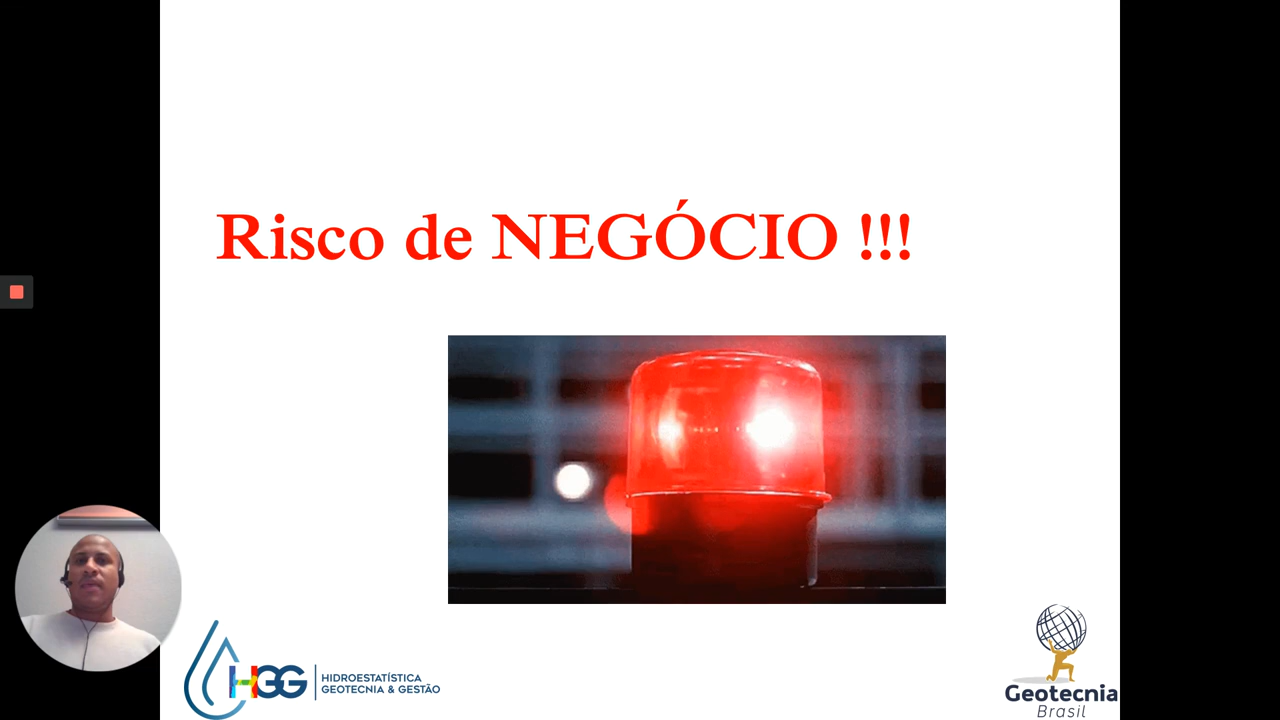 Risco de NEGÓCIO !!!
HGG
HIDROESTATÍSTICA
GEOTECNIA & GESTÃO
Geotecnia
Brasil